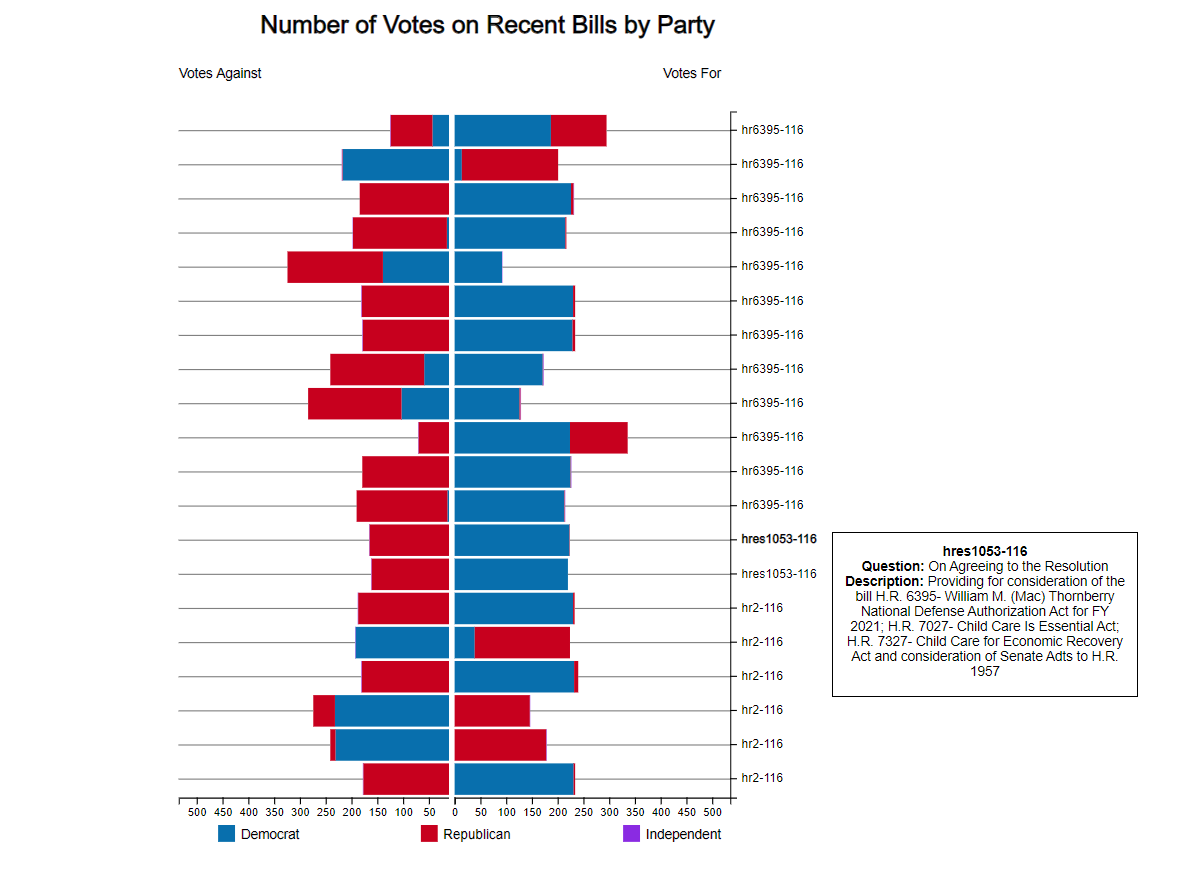 Number of Votes on Recent Bills by Party
Votes Against
Votes For
hr6395-116
hr6395-116
hr6395-116
hr6395-116
hr6395-116
hr6395-116
hr6395-116
hr6395-116
hr6395-116
hr6395-116
hr6395-116
hr6395-116
hres1053-116
hres1053-116
hr2-116
hr2-116
hr2-116
hr2-116
hr2-116
hr2-116
hres1053-116
Question: On Agreeing to the Resolution
Description: Providing for consideration of the
bill H.R. 6395- William M. (Mac) Thornberry
National Defense Authorization Act for FY
2021; H.R. 7027- Child Care Is Essential Act;
H.R. 7327- Child Care for Economic Recovery
Act and consideration of Senate Adts to H.R.
1957
500 450 400 350 300 250 200 150 100 50 0 50 100 150 200 250 300 350 400 450 500
Democrat
Republican
Independent